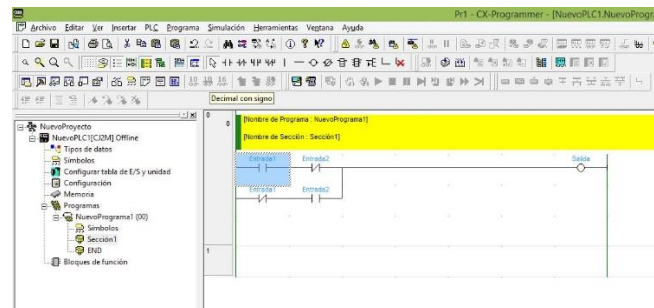 Pr1 - CX-Programmer - [NuevoPLC1.NuevoProgra
Archivo Editar Ver Insertar PLC Programa Simulación Herramientas Ventana Ayuda
Decimal con signo
NuevoProyecto
NuevoPLC1[CJ2M] Offline
Tipos de datos
Símbolos
Configurar tabla de E/S y unidad
Configuración
Memoria
Programas
NuevoPrograma1 (00)
Símbolos
Sección1
END
Bloques de función
0
0
[Nombre de Programa : NuevoPrograma1]
[Nombre de Sección : Sección1]
Entrada1 Entrada2 Salida
Entrada1 Entrada2
1